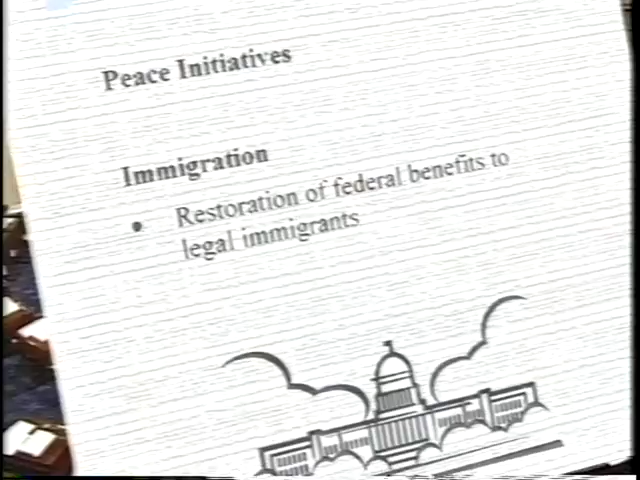 Peace Initiatives
Immigration
• Restoration of federal benefits to
legal immigrants